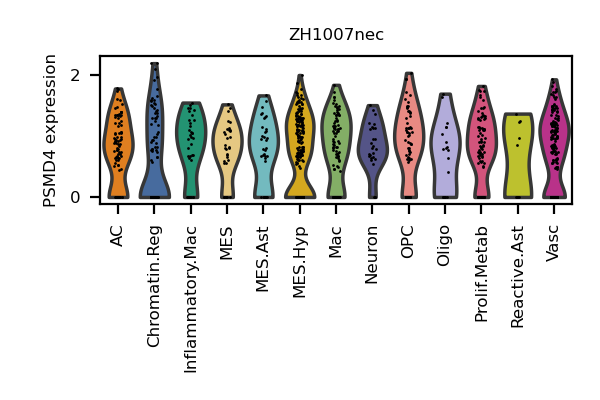 ZH1007nec
PSMD4 expression
2
0
AC
Chromatin.Reg
Inflammatory.Mac
MES
MES.Ast
MES.Hyp
Mac
Neuron
OPC
Oligo
Prolif.Metab
Reactive.Ast
Vasc